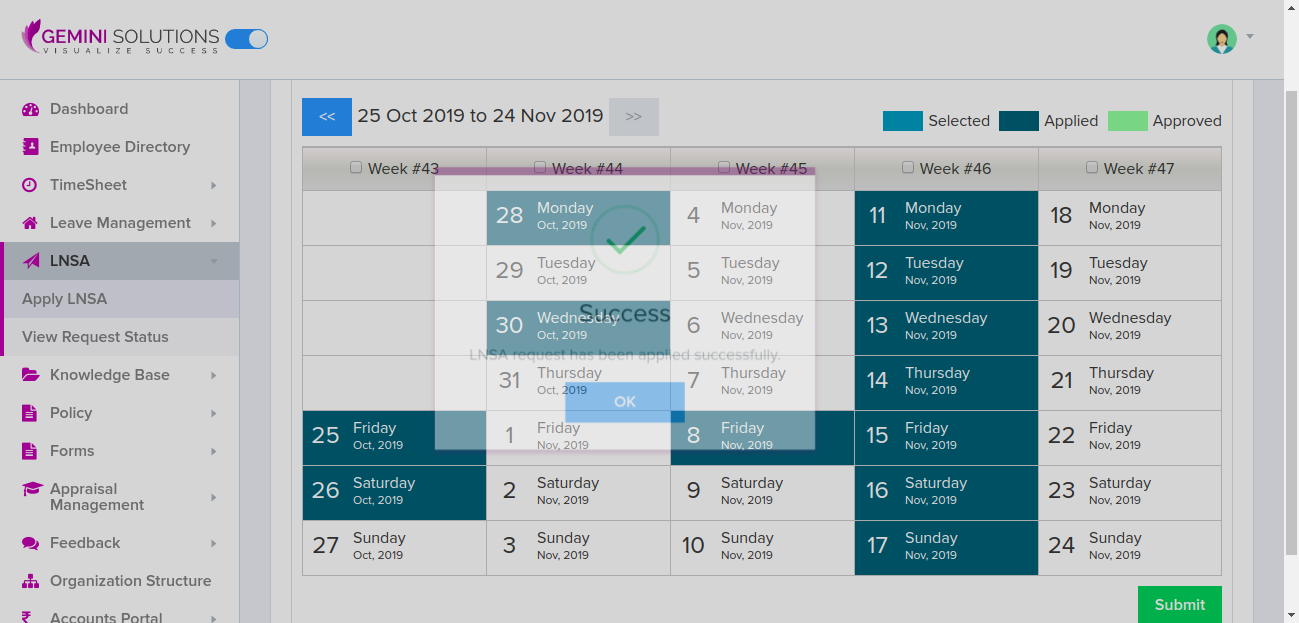 GEMINI SOLUTIONS
VISUALIZE SUCCESS
Dashboard
Employee Directory
TimeSheet
Leave Management
LNSA
Apply LNSA
View Request Status
Knowledge Base
Policy
Forms
Appraisal
Management
Feedback
Organization Structure
Accounts Portal
<< 25 Oct 2019 to 24 Nov 2019 >>
Selected Applied Approved
Week #43 Week #44 Week #45 Week #46 Week #47
28 Monday 4 Monday 11 Monday 18 Monday
Oct, 2019 Nov, 2019 Nov, 2019 Nov, 2019
29 Tuesday 5 Tuesday 12 Tuesday 19 Tuesday
Oct, 2019 Nov, 2019 Nov, 2019 Nov, 2019
30 Wednesday 6 Wednesday 13 Wednesday 20 Wednesday
Oct, 2019 Nov, 2019 Nov, 2019 Nov, 2019
31 Thursday 7 Thursday 14 Thursday 21 Thursday
Oct, 2019 Nov, 2019 Nov, 2019 Nov, 2019
25 Friday 1 Friday 8 Friday 15 Friday 22 Friday
Oct, 2019 Nov, 2019 Nov, 2019 Nov, 2019 Nov, 2019
26 Saturday 2 Saturday 9 Saturday 16 Saturday 23 Saturday
Oct, 2019 Nov, 2019 Nov, 2019 Nov, 2019 Nov, 2019
27 Sunday 3 Sunday 10 Sunday 17 Sunday 24 Sunday
Oct, 2019 Nov, 2019 Nov, 2019 Nov, 2019 Nov, 2019
Success
LNSA request has been applied successfully.
OK
Submit